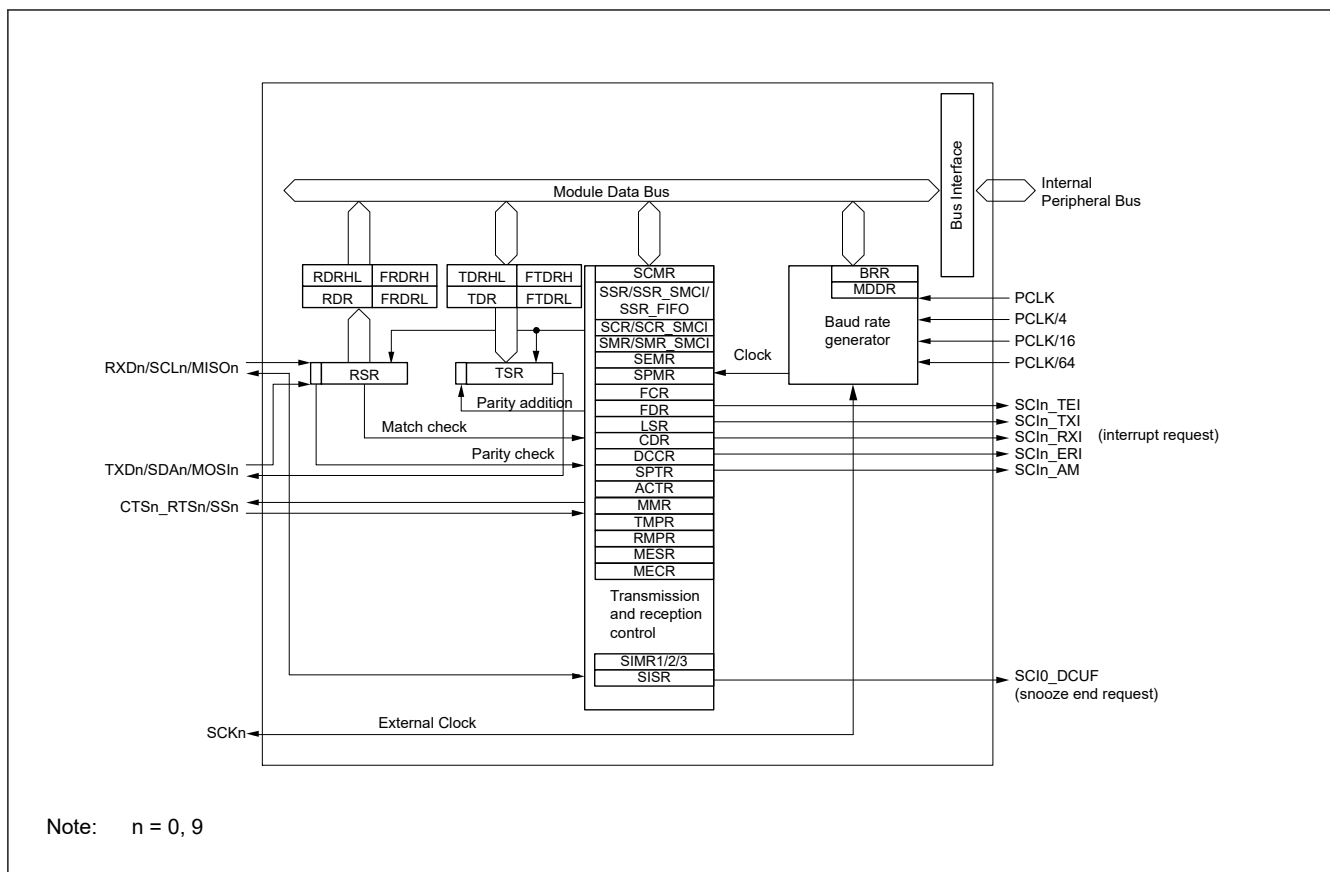 Module Data Bus
Bus Interface
Internal
Peripheral Bus
RDRHL FRDRH
RDR FRDRL
TDRHL FTDRH
TDR FTDRL
SCMR
SSR/SSR_SMCI/
SSR_FIFO
SCR/SCR_SMCI
SMR/SMR_SMCI
SEMR
SPMR
FCR
FDR
LSR
CDR
DCCR
SPTR
ACTR
MMR
TMPR
RMPR
MESR
MECR
Transmission
and reception
control
SIMR1/2/3
SISR
BRR
MDDR
Baud rate
generator
Clock
PCLK
PCLK/4
PCLK/16
PCLK/64
RXDn/SCLn/MISOn
RSR
TSR
Parity addition
Match check
Parity check
TXDn/SDAn/MOSIn
CTSn_RTSn/SSn
SCIn_TEI
SCIn_TXI
SCIn_RXI (interrupt request)
SCIn_ERI
SCIn_AM
SCI0_DCUF
(snooze end request)
External Clock
SCKn
Note: n = 0, 9